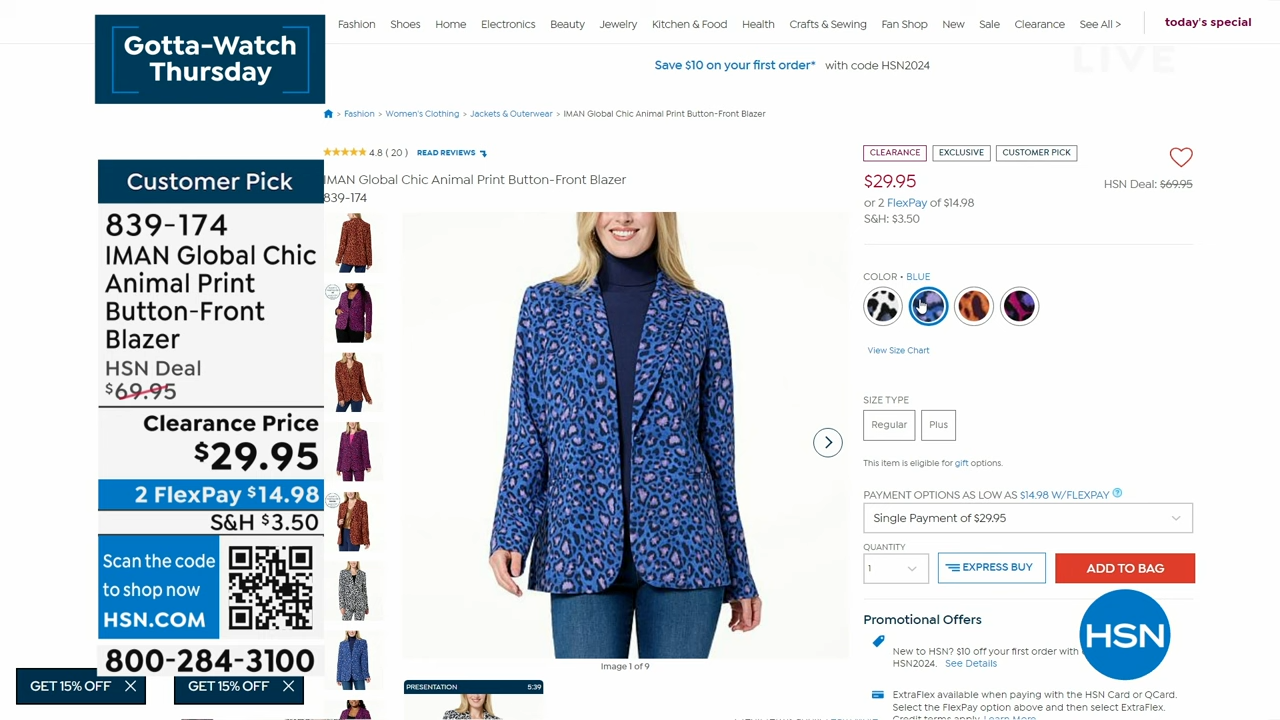 Gotta-Watch
Thursday
Fashion Shoes Home Electronics Beauty Jewelry Kitchen & Food Health Crafts & Sewing Fan Shop New Sale Clearance See All >
today's special
LIVE
Save $10 on your first order* with code HSN2024
> Fashion > Women's Clothing > Jackets & Outerwear > IMAN Global Chic Animal Print Button-Front Blazer
4.8 ( 20 ) READ REVIEWS
IMAN Global Chic Animal Print Button-Front Blazer
839-174
Customer Pick
839-174
IMAN Global Chic
Animal Print
Button-Front
Blazer
HSN Deal
$69.95
Clearance Price
$29.95
2 FlexPay $14.98
S&H $3.50
Scan the code
to shop now
HSN.COM
800-284-3100
GET 15% OFF
GET 15% OFF
Image 1 of 9
PRESENTATION 5:39
CLEARANCE EXCLUSIVE CUSTOMER PICK
$29.95
HSN Deal: $69.95
or 2 FlexPay of $14.98
S&H: $3.50
COLOR • BLUE
View Size Chart
SIZE TYPE
Regular Plus
This item is eligible for gift options.
PAYMENT OPTIONS AS LOW AS $14.98 W/FLEXPAY
Single Payment of $29.95
QUANTITY
1
EXPRESS BUY
ADD TO BAG
Promotional Offers
New to HSN? $10 off your first order with
HSN2024. See Details
HSN
ExtraFlex available when paying with the HSN Card or QCard.
Select the FlexPay option above and then select ExtraFlex.
Credit terms apply. Learn More